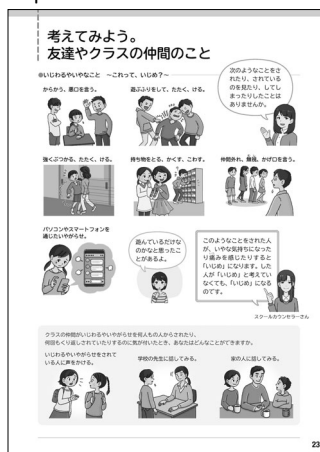 考えてみよう。
友達やクラスの仲間のこと
◎いじわるやいやなこと ～これって、いじめ？～
次のようなことをさ
れたり、されている
のを見たり、してし
まったりしたことは
ありませんか。
からかう、悪口を言う。
遊ぶふりをして、たたく、ける。
強くぶつかる、たたく、ける。
持ち物をとる、かくす、こわす。
仲間外れ、無視、かげ口を言う。
パソコンやスマートフォンを
通じたいやがらせ。
遊んでいるだけな
のかなと思ったこ
とがあるよ。
このようなことをされた人
が、いやな気持ちになった
り痛みを感じたりすると
「いじめ」になります。した
人が「いじめ」と考えてい
なくても、「いじめ」になる
のです。
スクールカウンセラーさん
クラスの仲間がいじわるやいやがらせを何人もの人からされたり、
何回もくり返しされていたりするのに気が付いたとき、あなたはどんなことができますか。
いじわるやいやがらせをされて
いる人に声をかける。
学校の先生に話してみる。
家の人に話してみる。
23